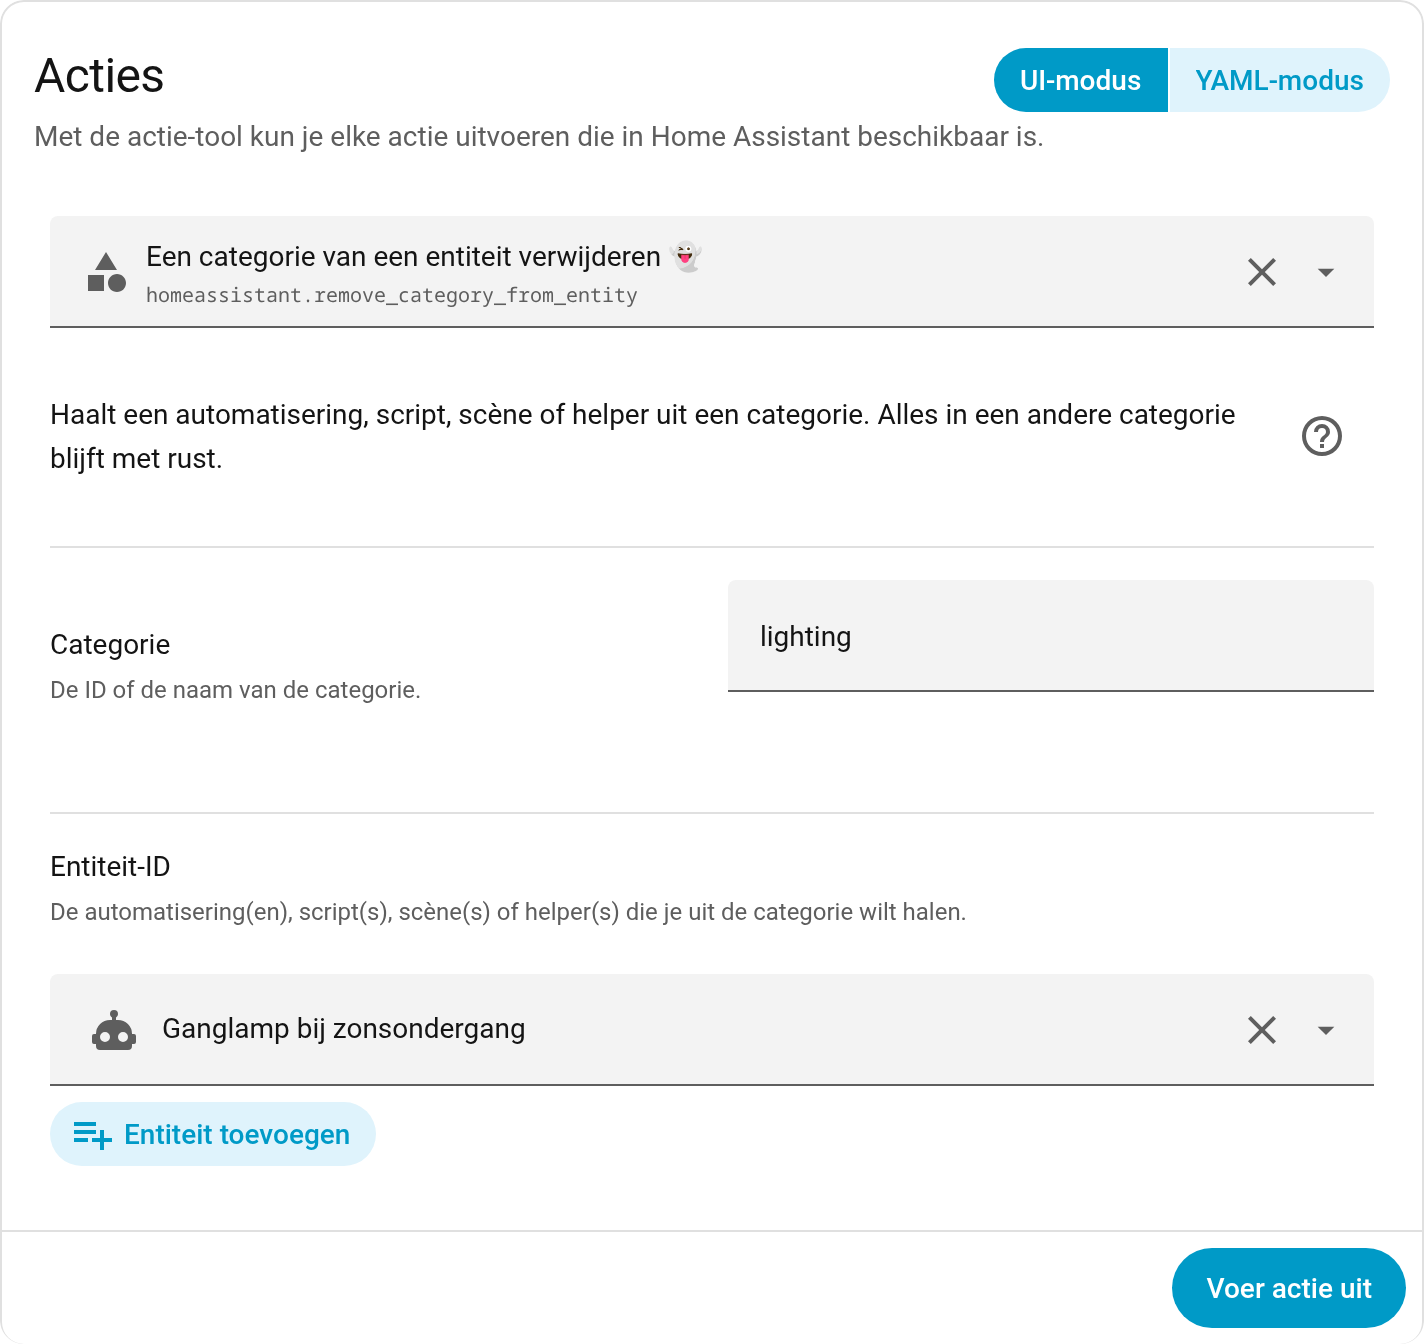 Acties
UI-modus
YAML-modus
Met de actie-tool kun je elke actie uitvoeren die in Home Assistant beschikbaar is.
Een categorie van een entiteit verwijderen 👻
homeassistant.remove_category_from_entity
Haalt een automatisering, script, scène of helper uit een categorie. Alles in een andere categorie
blijft met rust.
Categorie
De ID of de naam van de categorie.
lighting
Entiteit-ID
De automatisering(en), script(s), scène(s) of helper(s) die je uit de categorie wilt halen.
Ganglamp bij zonsondergang
Entiteit toevoegen
Voer actie uit